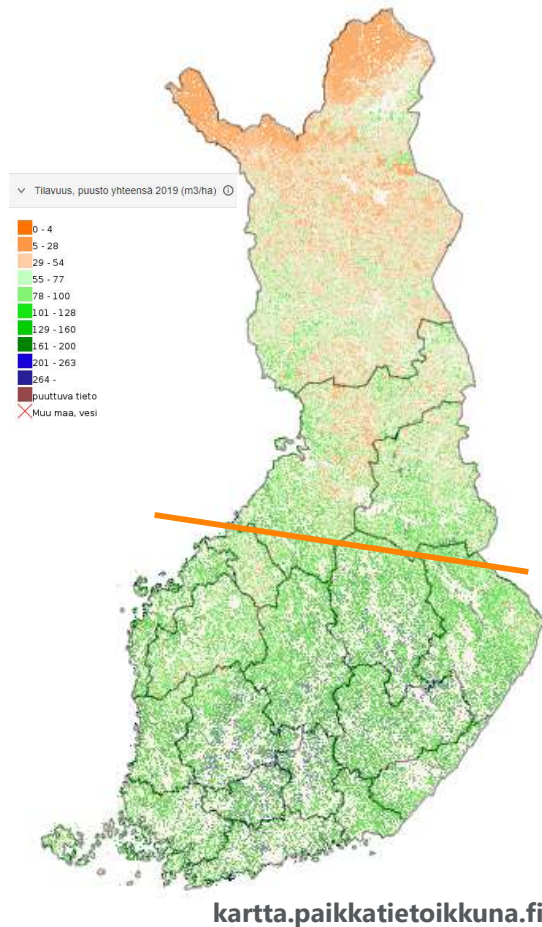 Tilavuus, puusto yhteensä 2019 (m3/ha)
0 - 4
5 - 28
29 - 54
55 - 77
78 - 100
101 - 128
129 - 160
161 - 200
201 - 263
264 -
puuttuva tieto
Muu maa, vesi
kartta.paikkatietoikkuna.fi